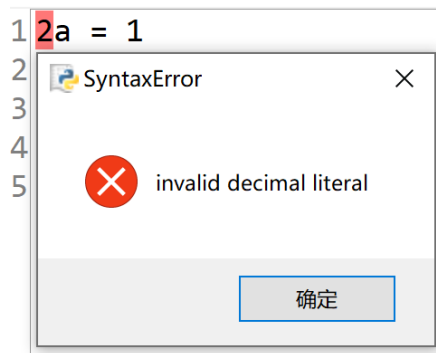 1 2a = 1
2
SyntaxError
3
4
invalid decimal literal
5
确定